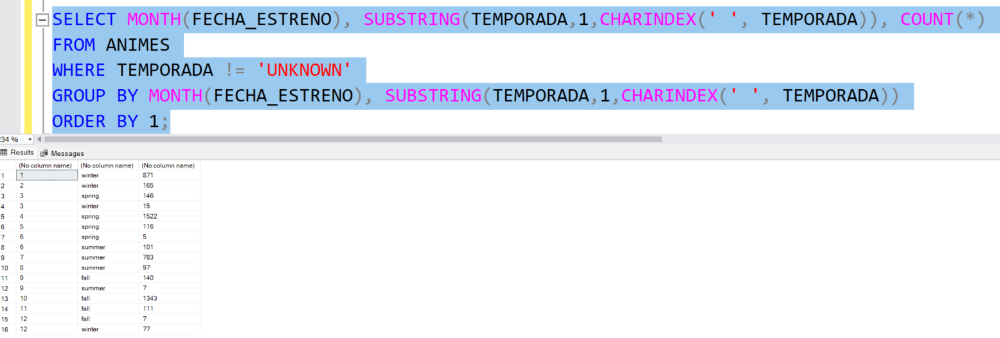 SELECT MONTH(FECHA_ESTRENO), SUBSTRING(TEMPORADA,1,CHARINDEX(' ', TEMPORADA)), COUNT(*)
FROM ANIMES
WHERE TEMPORADA != 'UNKNOWN'
GROUP BY MONTH(FECHA_ESTRENO), SUBSTRING(TEMPORADA,1,CHARINDEX(' ', TEMPORADA))
ORDER BY 1;
234 %
Results Messages
(No column name) (No column name) (No column name)
1 1 winter 871
2 2 winter 165
3 3 spring 146
4 3 winter 15
5 4 spring 1522
6 5 spring 116
7 6 spring 5
8 6 summer 101
9 7 summer 783
10 8 summer 97
11 9 fall 140
12 9 summer 7
13 10 fall 1343
14 11 fall 111
15 12 fall 7
16 12 winter 77